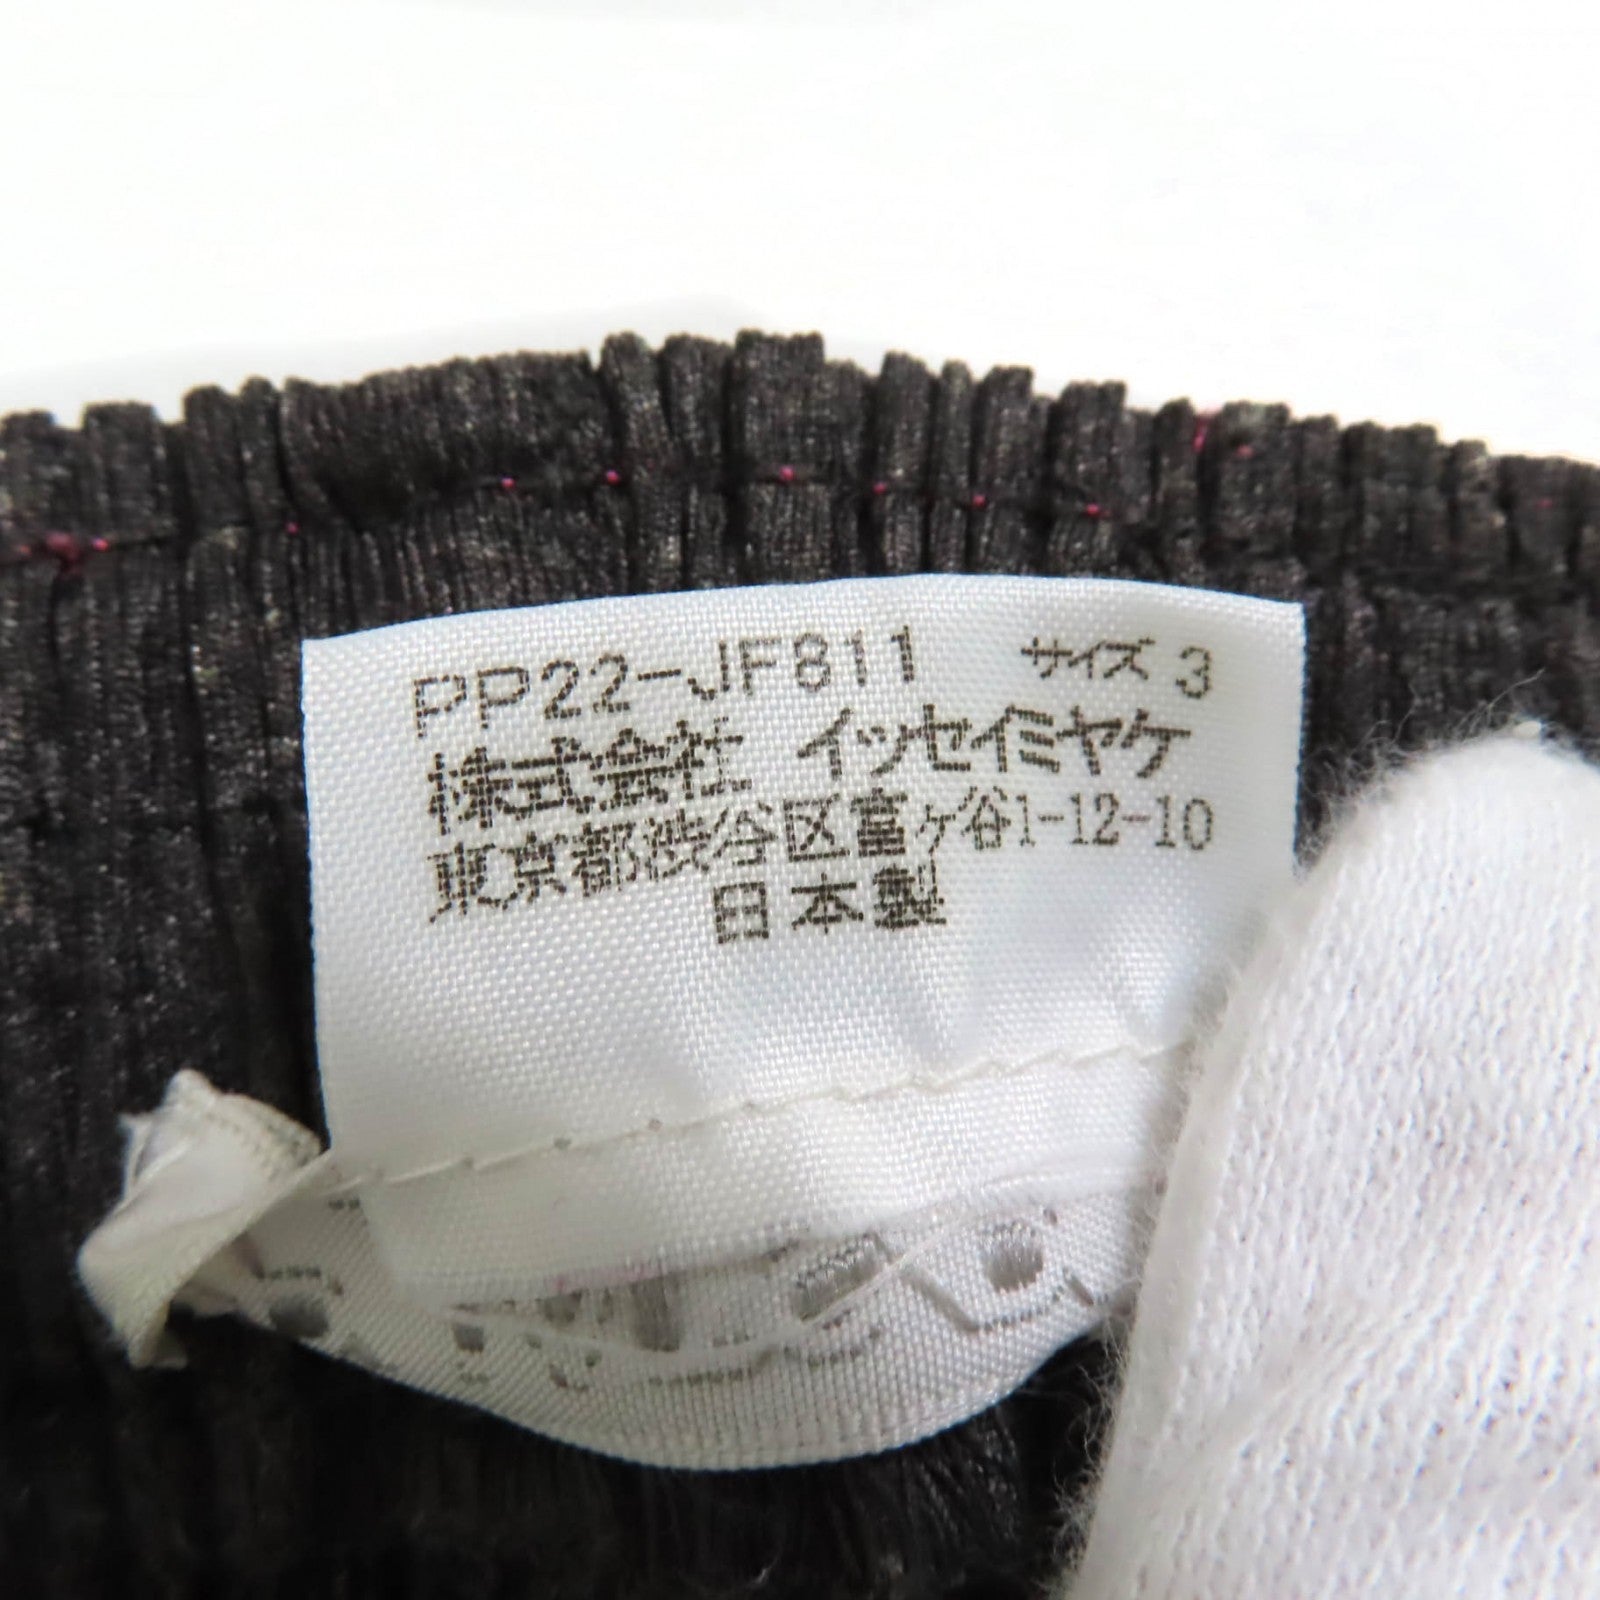 PP22-JF811 サイズ 3
株式会社 イッセイミヤケ
東京都渋谷区富ヶ谷1-12-10
日本製